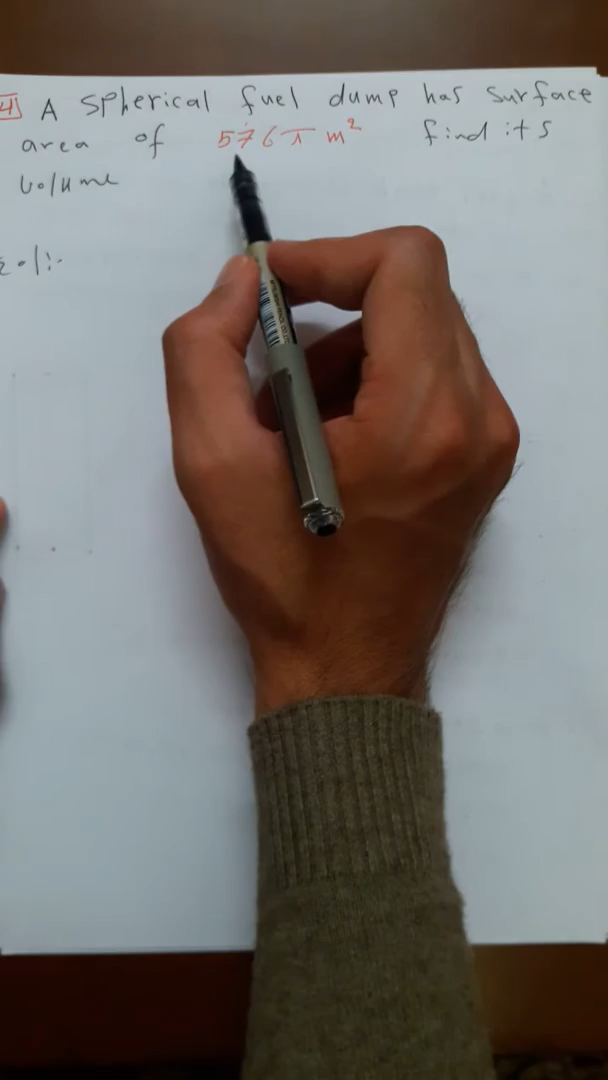 4 A spherical fuel dump has surface
area of 576π m² find its
volume
sol:-